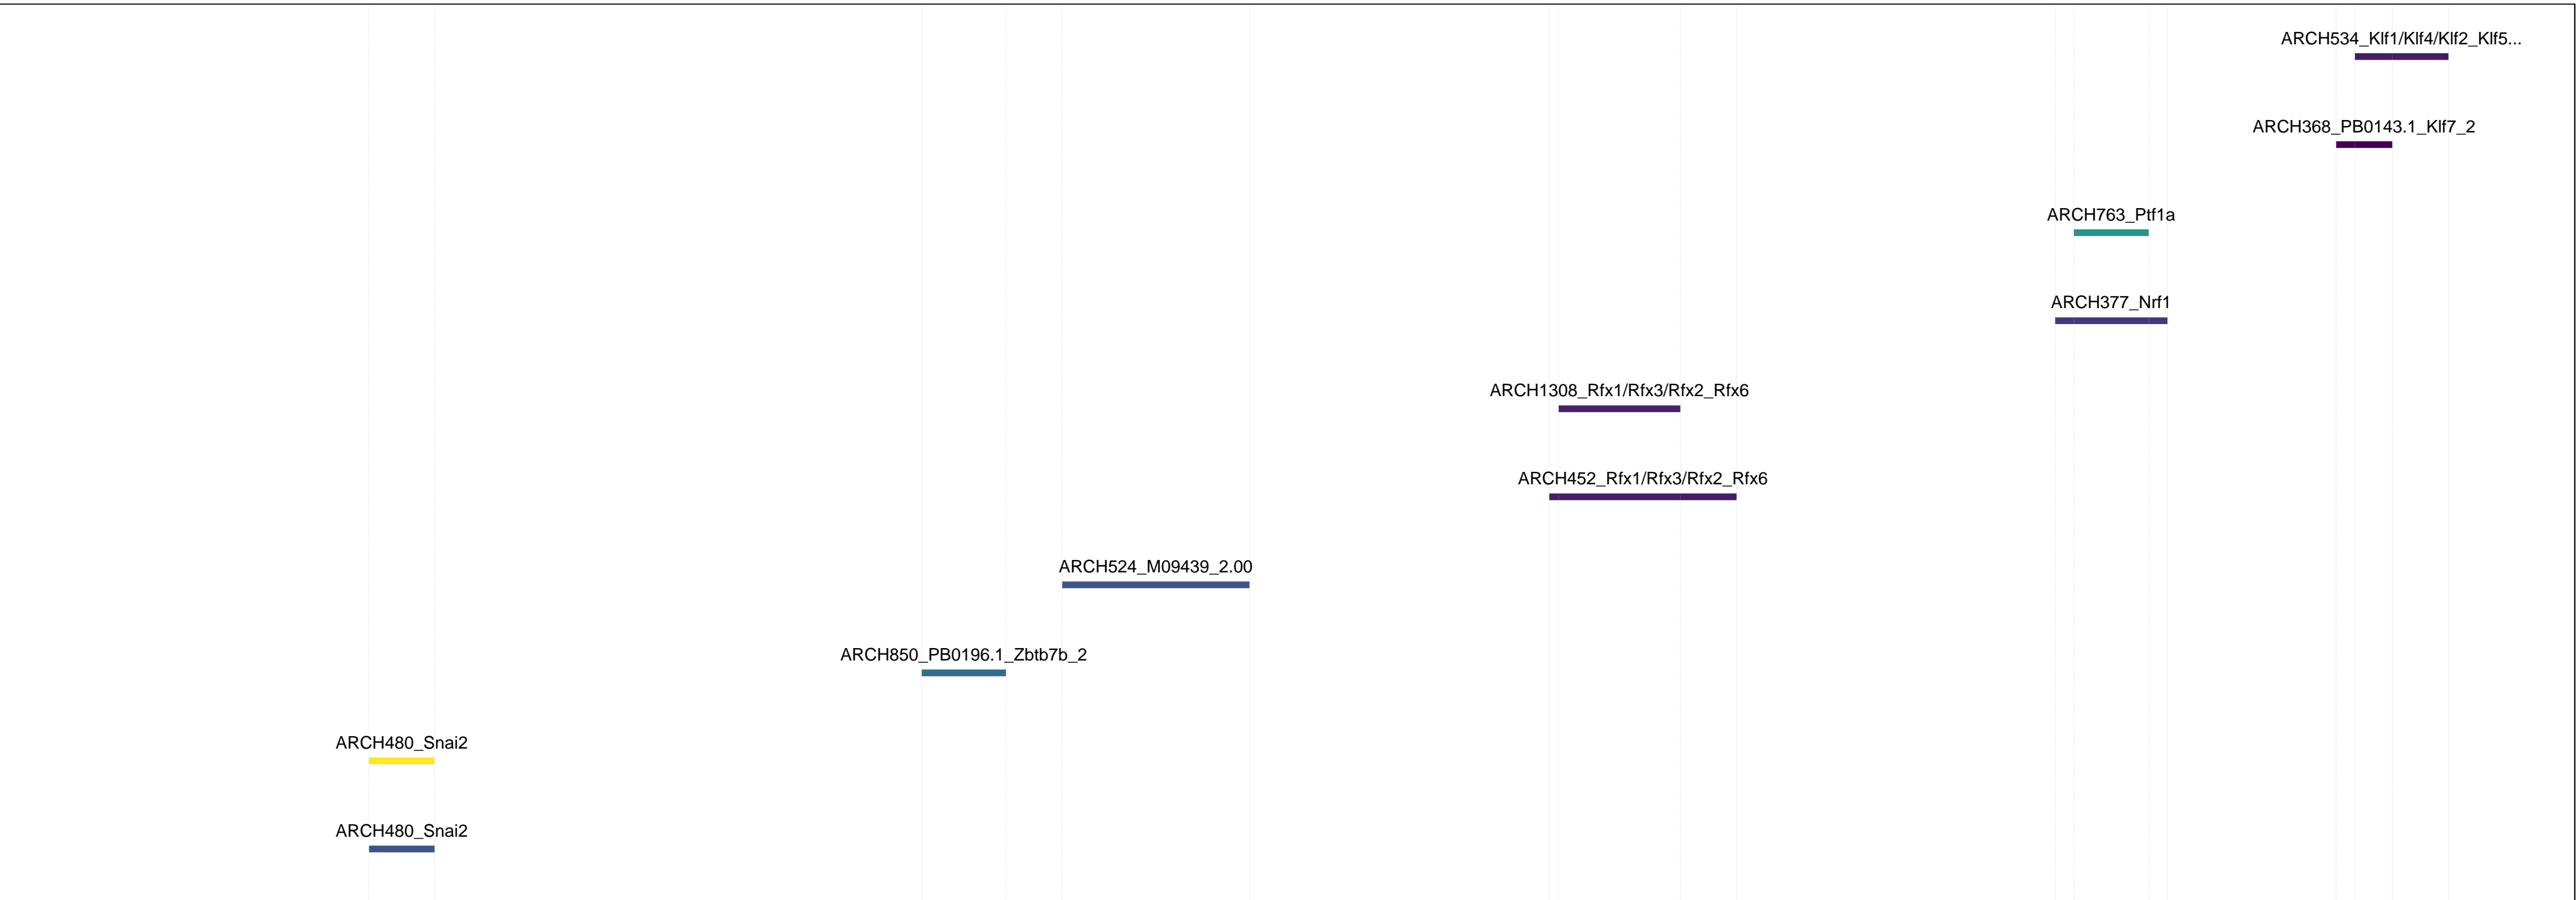 ARCH534_Klf1/Klf4/Klf2_Klf5...
ARCH368_PB0143.1_Klf7_2
ARCH763_Ptf1a
ARCH377_Nrf1
ARCH1308_Rfx1/Rfx3/Rfx2_Rfx6
ARCH452_Rfx1/Rfx3/Rfx2_Rfx6
ARCH524_M09439_2.00
ARCH850_PB0196.1_Zbtb7b_2
ARCH480_Snai2
ARCH480_Snai2